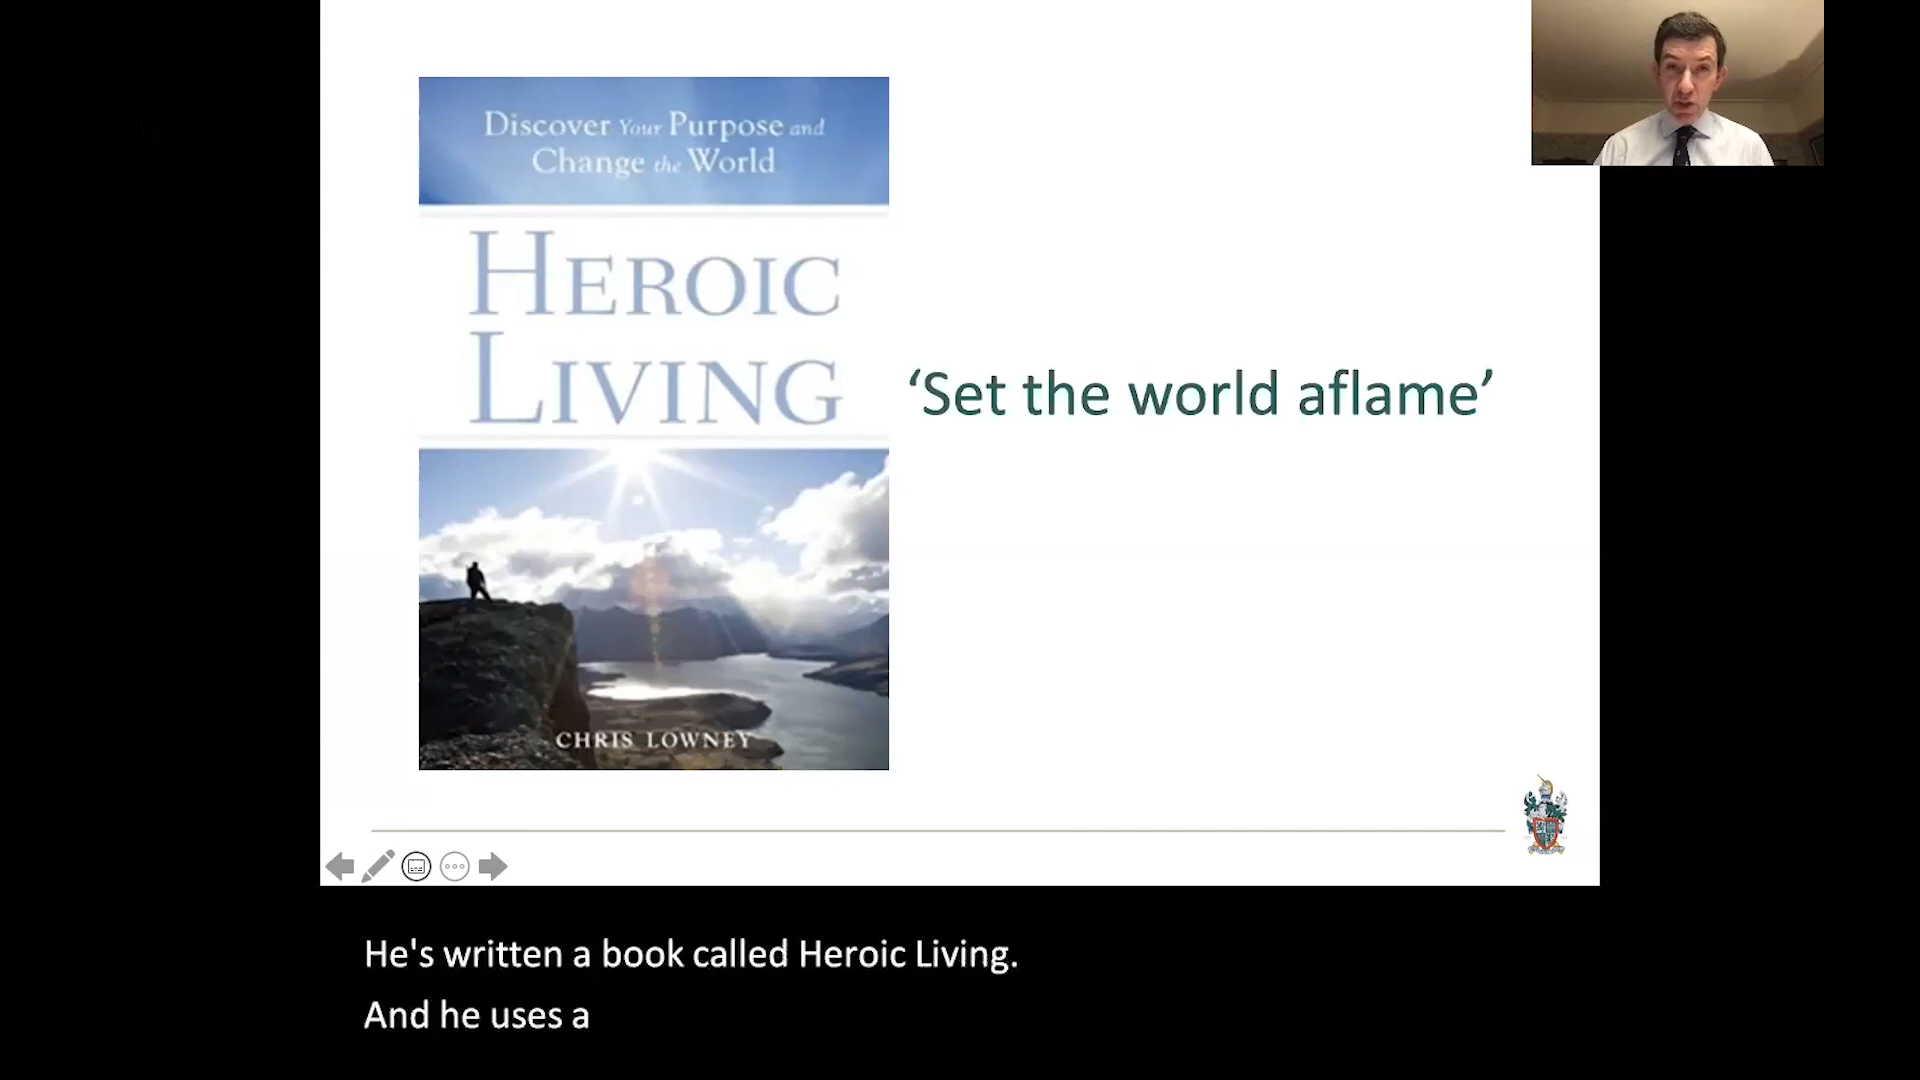 Discover Your Purpose and
Change the World
HEROIC
LIVING
‘Set the world aflame’
CHRIS LOWNEY
He's written a book called Heroic Living.
And he uses a